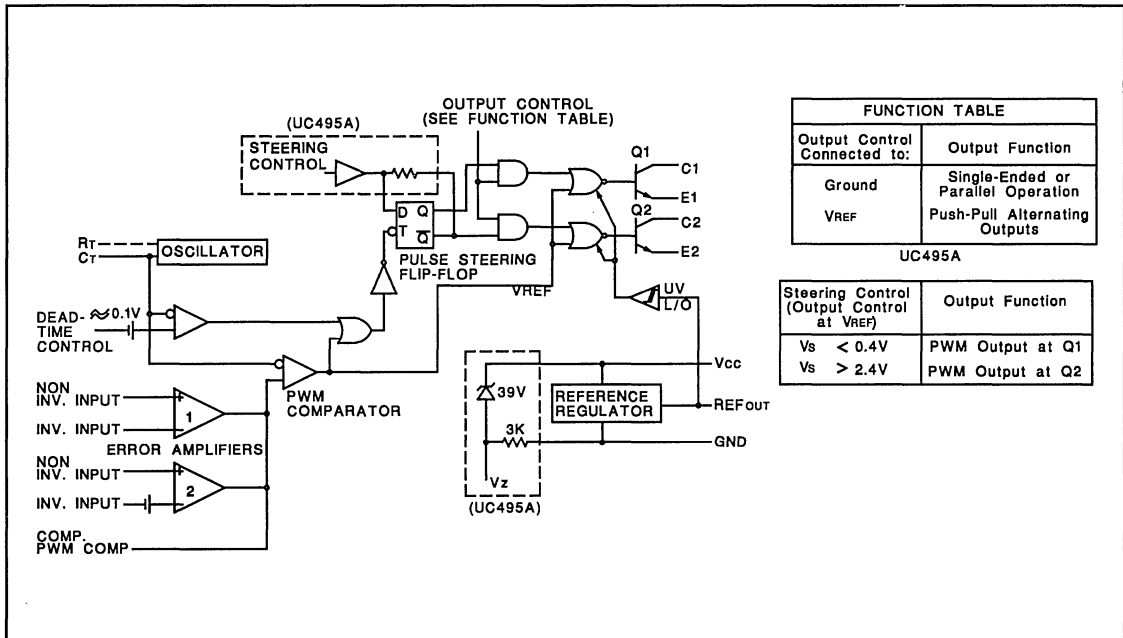 OUTPUT CONTROL
(SEE FUNCTION TABLE)
(UC495A)
STEERING
CONTROL
Q1
C1
E1
Q2
C2
E2
D Q
T Q
PULSE STEERING
FLIP-FLOP
VREF
RT
CT
OSCILLATOR
UV
L/O
DEAD-
TIME
CONTROL
≈0.1V
PWM
COMPARATOR
NON
INV. INPUT
INV. INPUT
+
1
−
ERROR AMPLIFIERS
NON
INV. INPUT
INV. INPUT
+
2
−
COMP.
PWM COMP
39V
3K
Vz
(UC495A)
REFERENCE
REGULATOR
Vcc
REFOUT
GND
FUNCTION TABLE
Output Control
Connected to:
Output Function
Ground
Single-Ended or
Parallel Operation
VREF
Push-Pull Alternating
Outputs
UC495A
Steering Control
(Output Control
at VREF)
Output Function
Vs < 0.4V
PWM Output at Q1
Vs > 2.4V
PWM Output at Q2